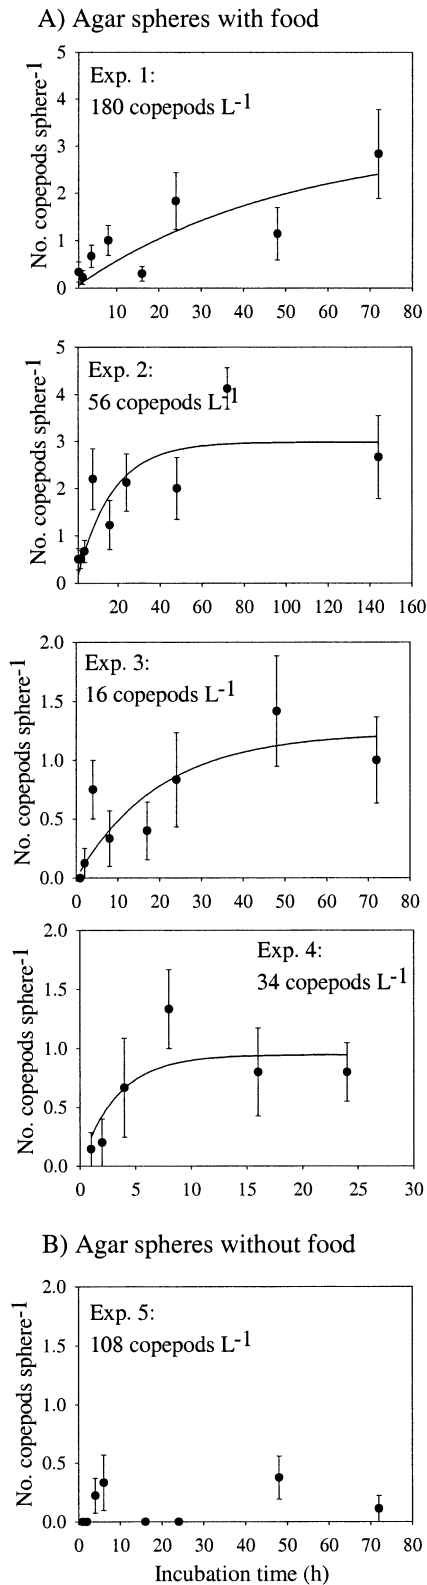 A) Agar spheres with food
5
Exp. 1:
180 copepods L-1
4
3
2
1
0
No. copepods sphere-1
10 20 30 40 50 60 70 80
5
Exp. 2:
56 copepods L-1
4
3
2
1
0
No. copepods sphere-1
20 40 60 80 100 120 140 160
2.0
Exp. 3:
16 copepods L-1
1.5
1.0
0.5
0.0
No. copepods sphere-1
0 10 20 30 40 50 60 70 80
2.0
Exp. 4:
34 copepods L-1
1.5
1.0
0.5
0.0
No. copepods sphere-1
0 5 10 15 20 25 30
B) Agar spheres without food
2.0
Exp. 5:
108 copepods L-1
1.5
1.0
0.5
0.0
No. copepods sphere-1
0 10 20 30 40 50 60 70 80
Incubation time (h)